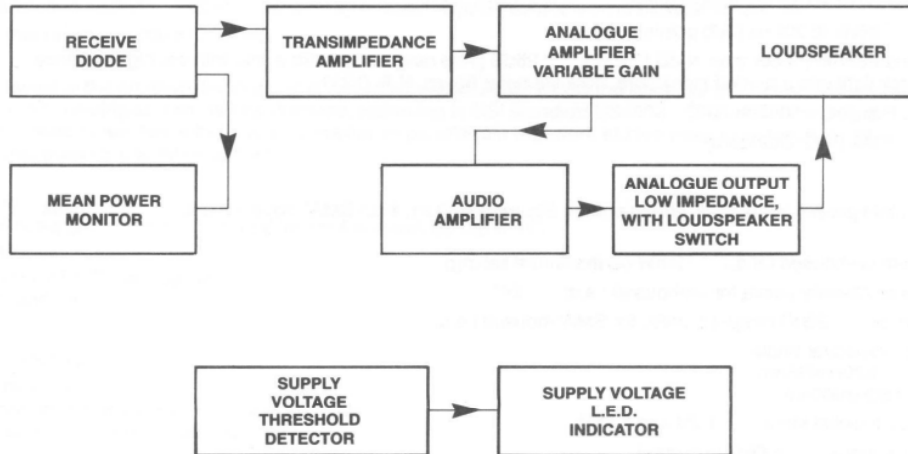 RECEIVE
DIODE
TRANSIMPEDANCE
AMPLIFIER
ANALOGUE
AMPLIFIER
VARIABLE GAIN
LOUDSPEAKER
MEAN POWER
MONITOR
AUDIO
AMPLIFIER
ANALOGUE OUTPUT
LOW IMPEDANCE,
WITH LOUDSPEAKER
SWITCH
SUPPLY
VOLTAGE
THRESHOLD
DETECTOR
SUPPLY VOLTAGE
L.E.D.
INDICATOR